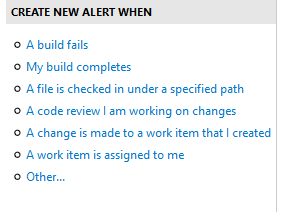 CREATE NEW ALERT WHEN
A build fails
My build completes
A file is checked in under a specified path
A code review I am working on changes
A change is made to a work item that I created
A work item is assigned to me
Other...